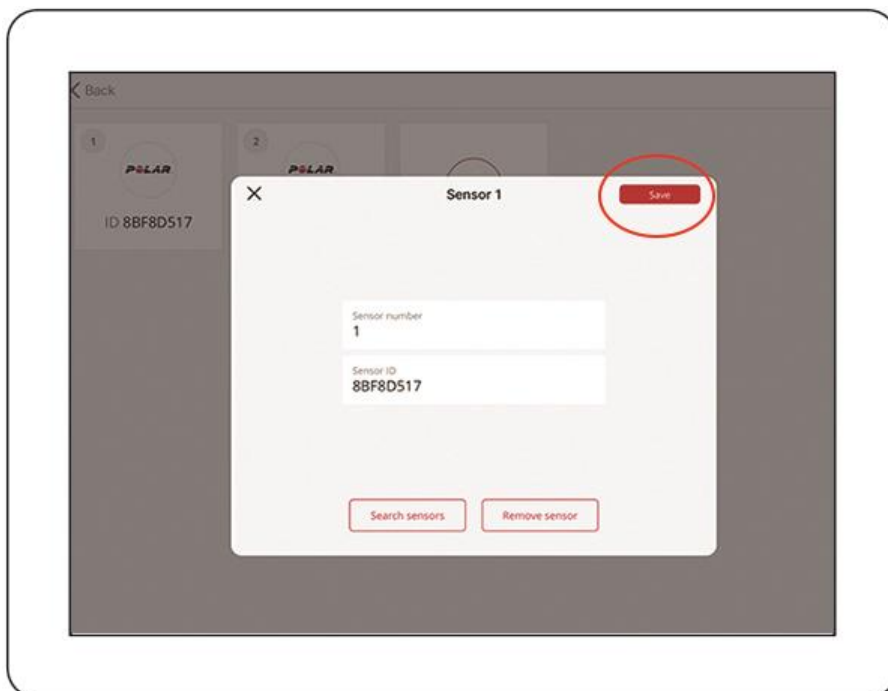 Back
1
2
POLAR
POLAR
ID 8BF8D517
Sensor 1
Save
Sensor number
1
Sensor ID
8BF8D517
Search sensors
Remove sensor